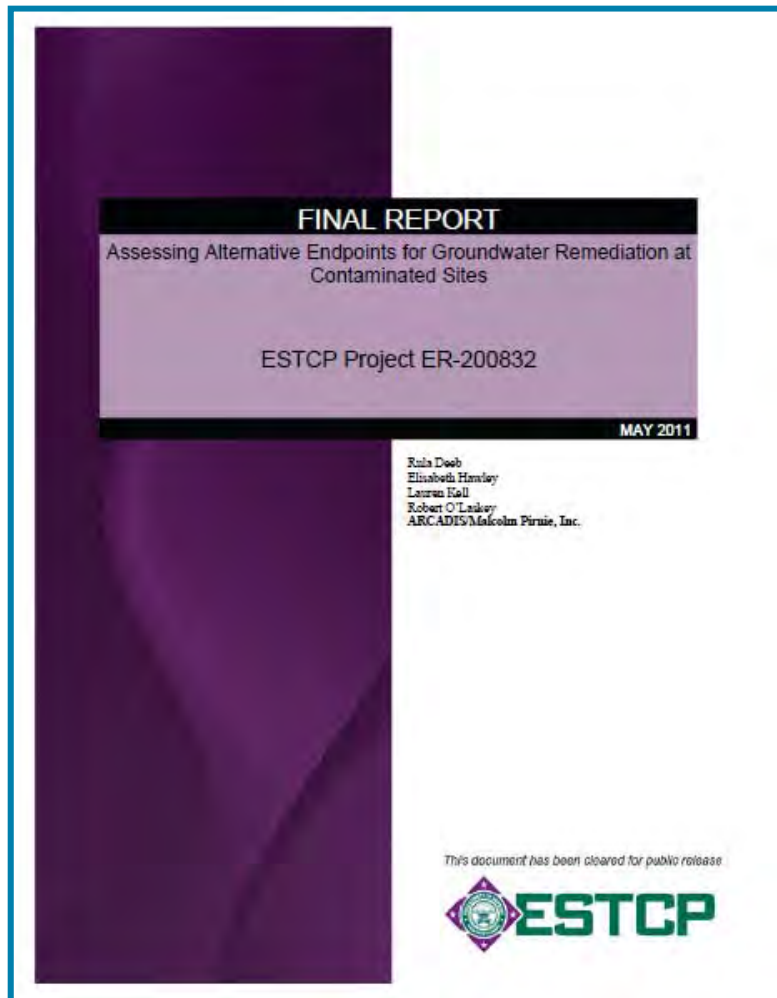 FINAL REPORT
Assessing Alternative Endpoints for Groundwater Remediation at
Contaminated Sites
ESTCP Project ER-200832
MAY 2011
Rula Deeb
Elisabeth Hawley
Lauren Kell
Robert O'Laskey
ARCADIS/Malcolm Pirnie, Inc.
This document has been cleared for public release
ESTCP